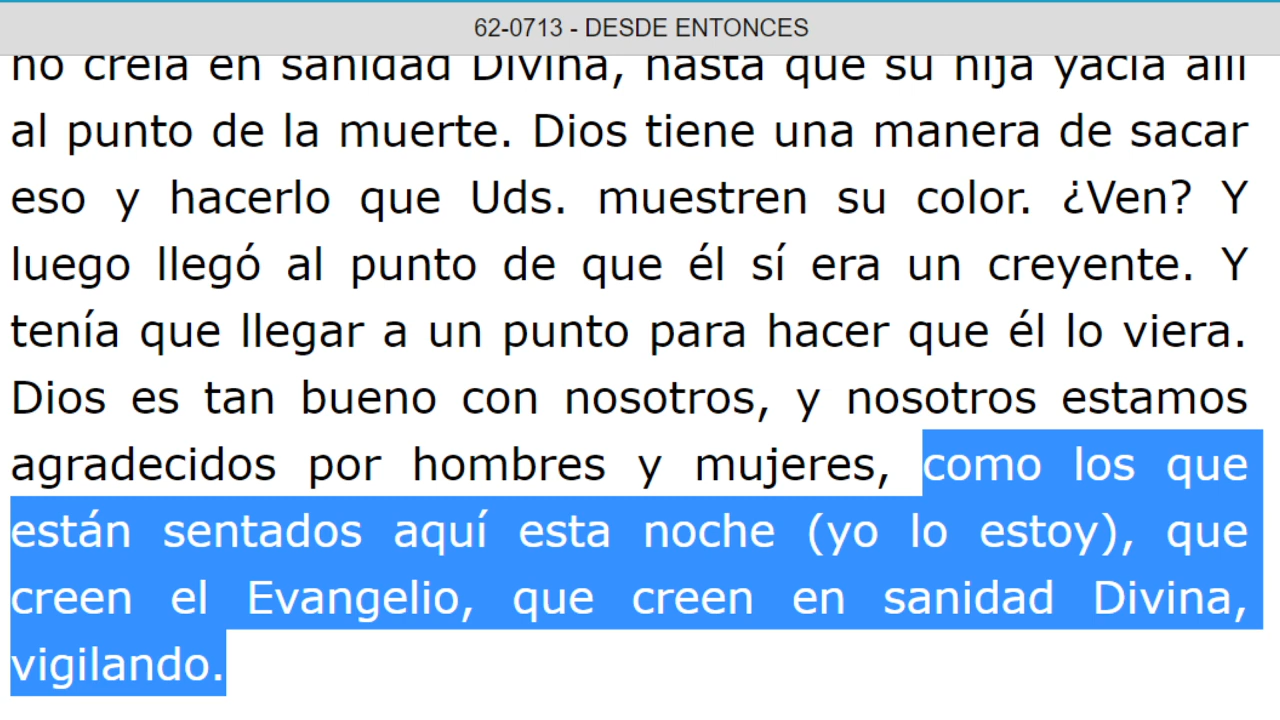 62-0713 - DESDE ENTONCES
no creía en sanidad Divina, hasta que su hija yacía allí
al punto de la muerte. Dios tiene una manera de sacar
eso y hacerlo que Uds. muestren su color. ¿Ven? Y
luego llegó al punto de que él sí era un creyente. Y
tenía que llegar a un punto para hacer que él lo viera.
Dios es tan bueno con nosotros, y nosotros estamos
agradecidos por hombres y mujeres, como los que
están sentados aquí esta noche (yo lo estoy), que
creen el Evangelio, que creen en sanidad Divina,
vigilando.